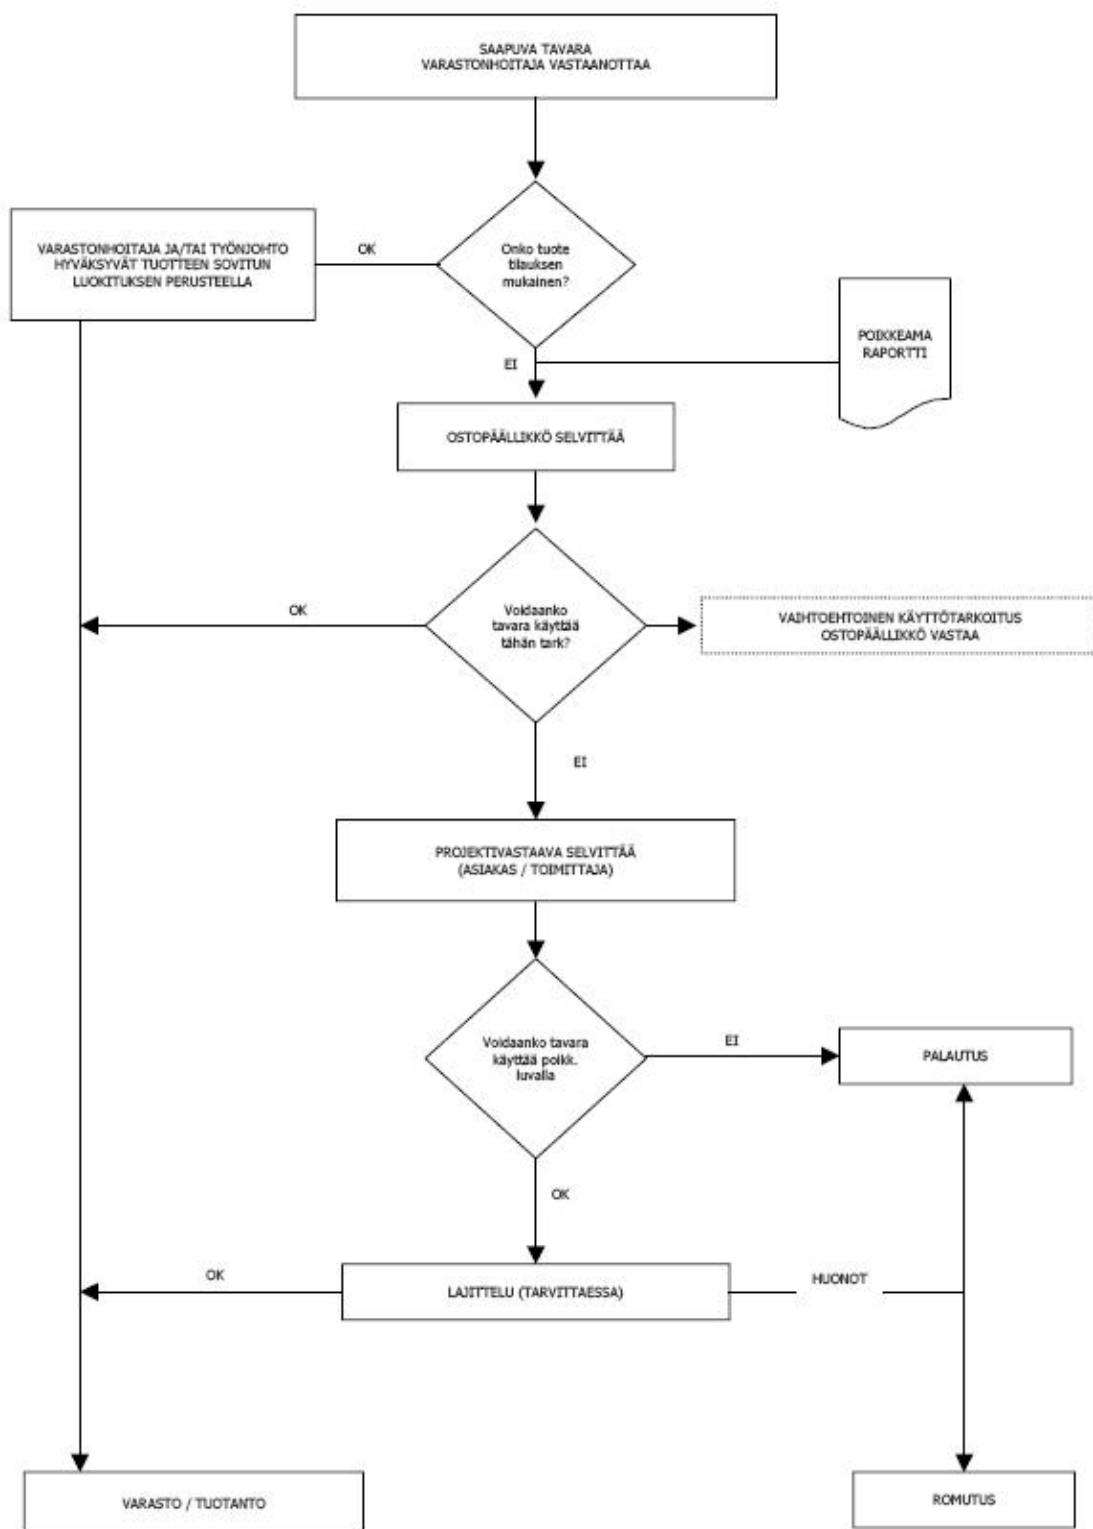 SAAPUVA TAVARA
VARASTONHOITAJA VASTAANOTTAA
VARASTONHOITAJA JA/TAI TYÖNJOHTO
HYVÄKSYVÄT TUOTTEEN SOVITUN
LUOKITUKSEN PERUSTEELLA
OK
Onko tuote
tilauksen
mukainen?
POIKKEAMA
RAPORTTI
EI
OSTOPÄÄLLIKKÖ SELVITTÄÄ
OK
Voidaanko
tavara käyttää
tähän tark?
VAIHTOEHTOINEN KÄYTTÖTARKOITUS
OSTOPÄÄLLIKKÖ VASTAA
EI
PROJEKTIVASTAAVA SELVITTÄÄ
(ASIAKAS / TOIMITTAJA)
Voidaanko tavara
käyttää poikk.
luvalla
EI
PALAUTUS
OK
OK
LAJITTELU (TARVITTAESSA)
HUONOT
VARASTO / TUOTANTO
ROMUTUS